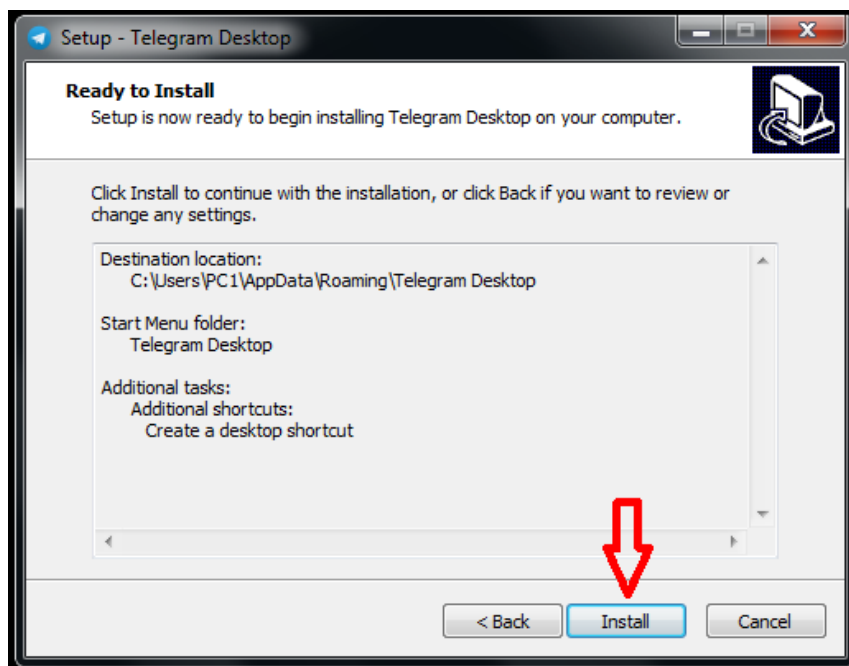 Setup - Telegram Desktop
Ready to Install
Setup is now ready to begin installing Telegram Desktop on your computer.
Click Install to continue with the installation, or click Back if you want to review or
change any settings.
Destination location:
C:\Users\PC1\AppData\Roaming\Telegram Desktop
Start Menu folder:
Telegram Desktop
Additional tasks:
Additional shortcuts:
Create a desktop shortcut
< Back Install Cancel